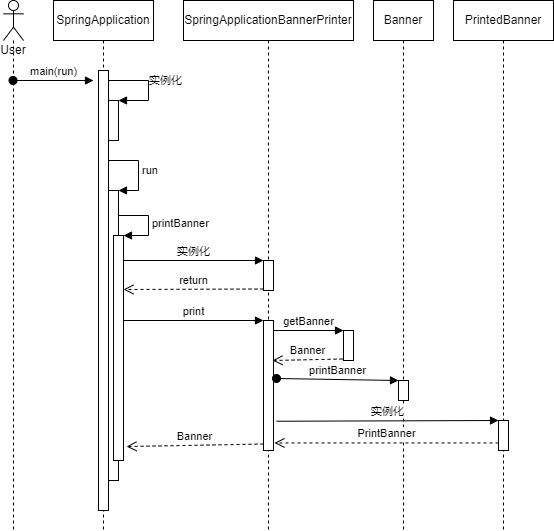 SpringApplication
SpringApplicationBannerPrinter
Banner
PrintedBanner
User
main(run)
实例化
run
printBanner
实例化
return
print
getBanner
Banner
printBanner
实例化
PrintBanner
Banner